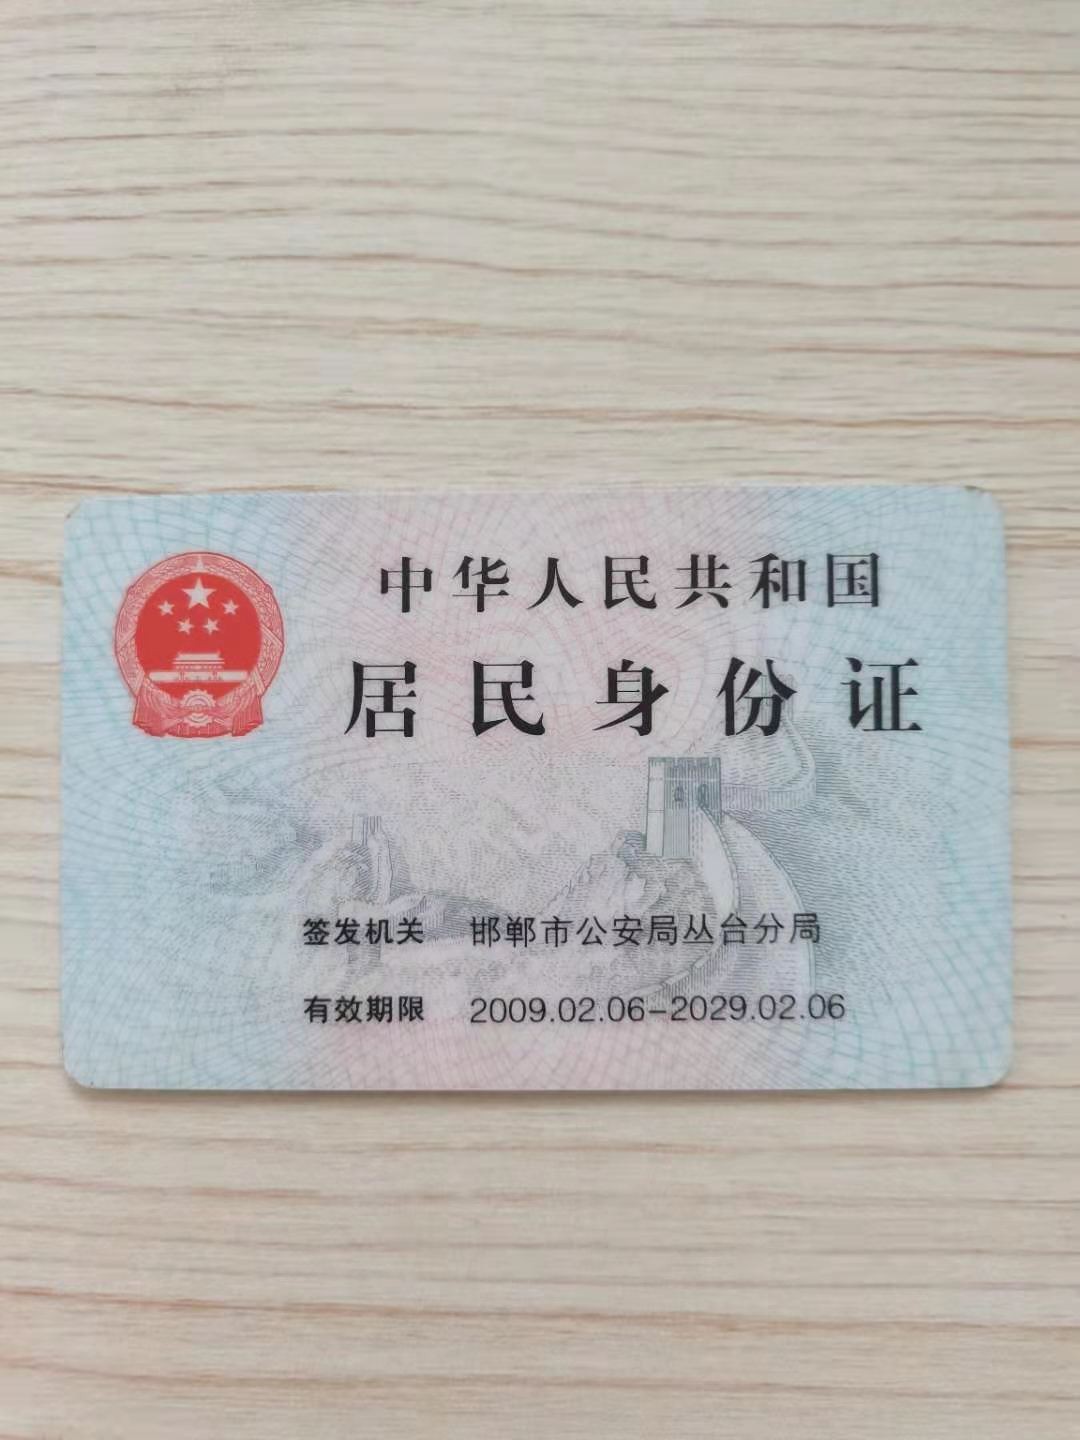 中华人民共和国
居民身份证
签发机关 邯郸市公安局丛台分局
有效期限 2009.02.06-2029.02.06